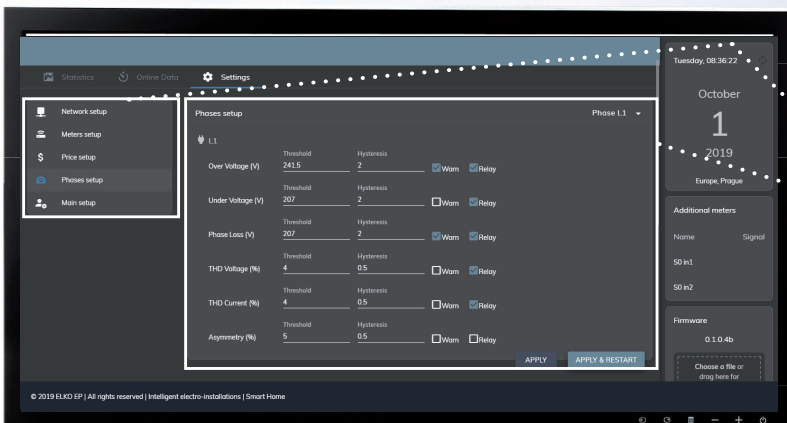 Statistics
Online Data
Settings
Network setup
Meters setup
Price setup
Phases setup
Main setup
Phases setup
Phase L1
L1
Threshold Hysteresis
Over Voltage (V) 241.5 2 Warn Relay
Threshold Hysteresis
Under Voltage (V) 207 2 Warn Relay
Threshold Hysteresis
Phase Loss (V) 207 2 Warn Relay
Threshold Hysteresis
THD Voltage (%) 4 0.5 Warn Relay
Threshold Hysteresis
THD Current (%) 4 0.5 Warn Relay
Threshold Hysteresis
Asymmetry (%) 5 0.5 Warn Relay
APPLY APPLY & RESTART
Tuesday, 08:36:22
October
1
2019
Europe, Prague
Additional meters
Name Signal
S0 in1
S0 in2
Firmware
0.1.0.4b
Choose a file or
drag here for
© 2019 ELKO EP | All rights reserved | Intelligent electro-installations | Smart Home